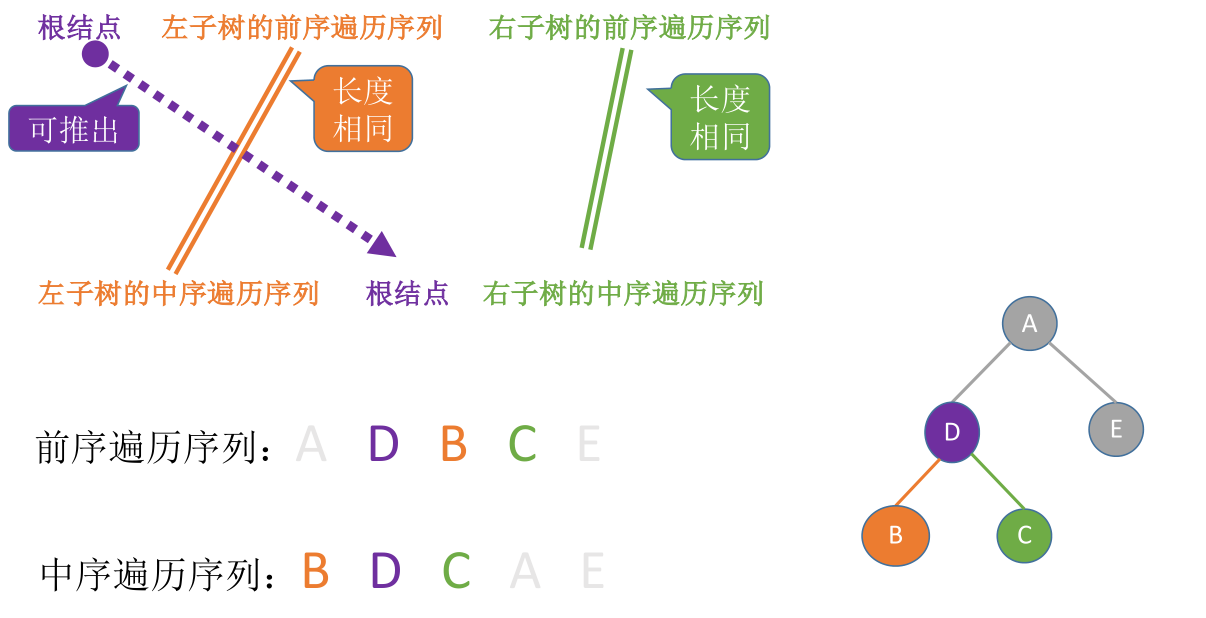 根结点 左子树的前序遍历序列 右子树的前序遍历序列
长度
相同
长度
相同
可推出
左子树的中序遍历序列 根结点 右子树的中序遍历序列
A
D
E
B
C
前序遍历序列: A D B C E
中序遍历序列: B D C A E